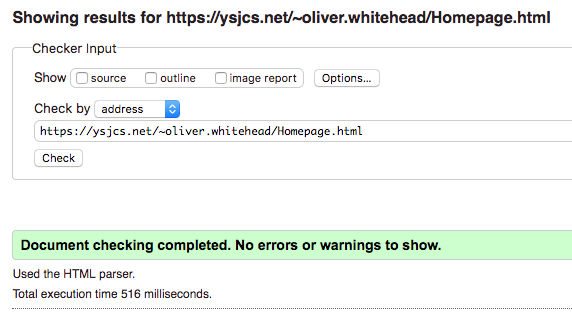 Showing results for https://ysjcs.net/~oliver.whitehead/Homepage.html
Checker Input
Show source outline image report Options...
Check by address
https://ysjcs.net/~oliver.whitehead/Homepage.html
Check
Document checking completed. No errors or warnings to show.
Used the HTML parser.
Total execution time 516 milliseconds.